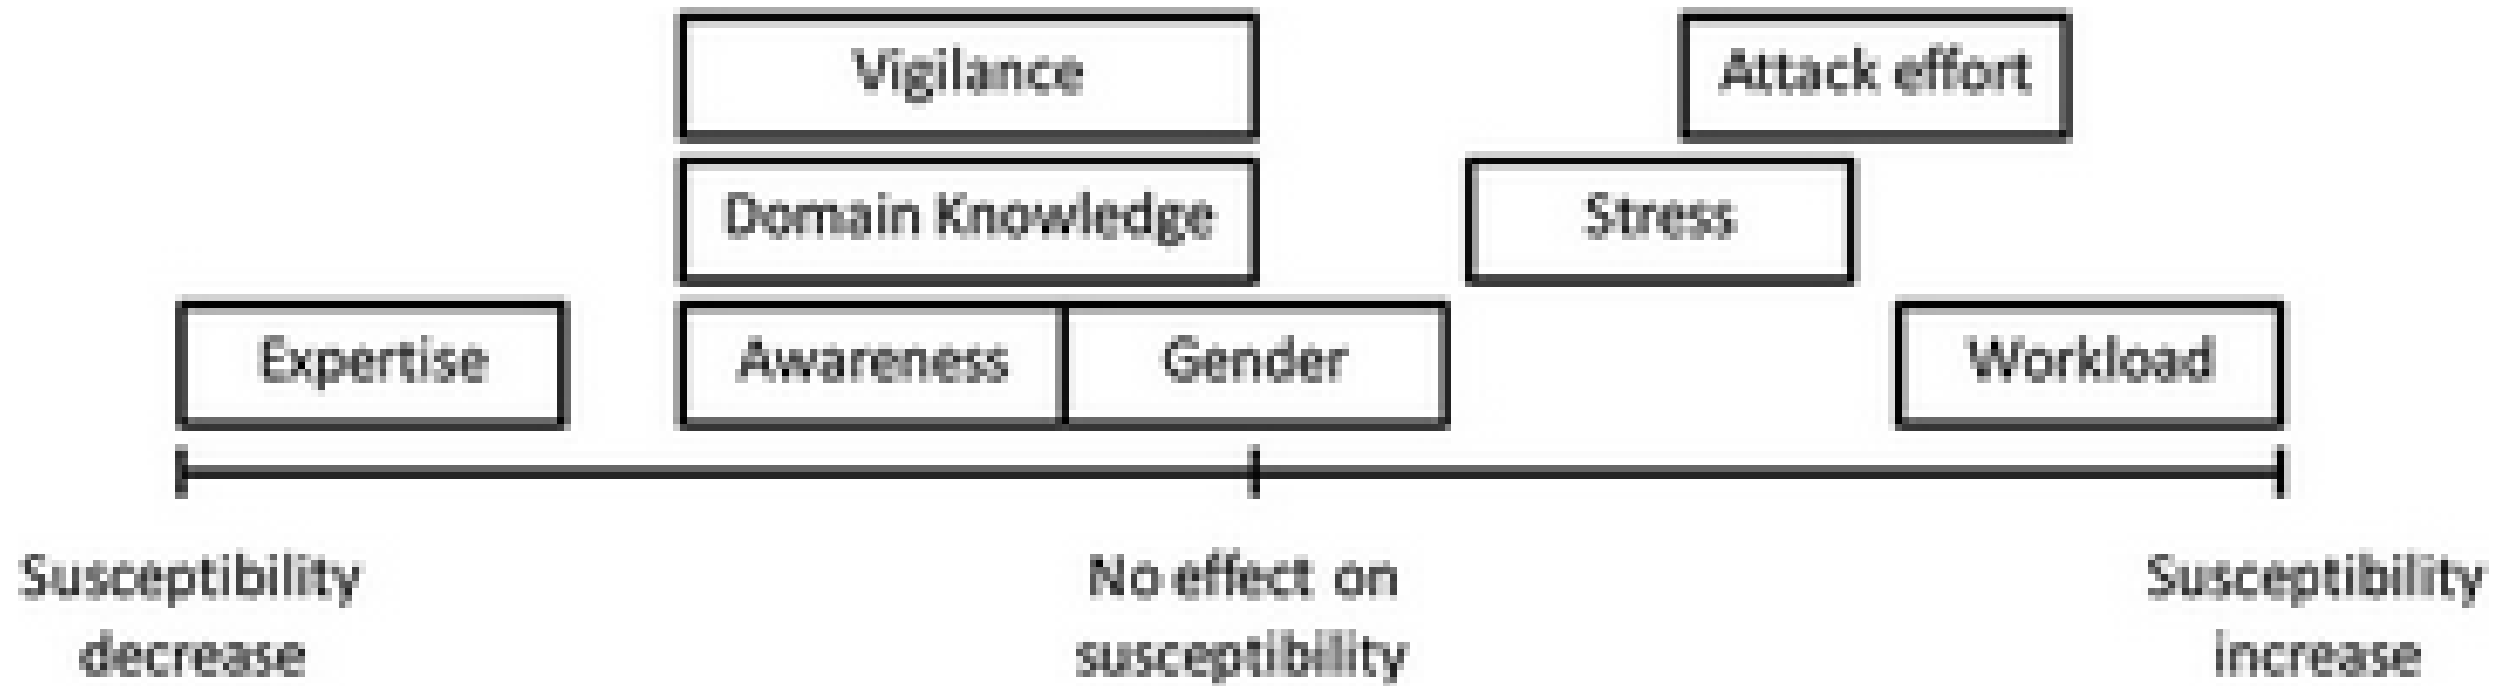 Vigilance
Attack effort
Domain Knowledge
Stress
Expertise
Awareness
Gender
Workload
Susceptibility
decrease
No effect on
susceptibility
Susceptibility
increase